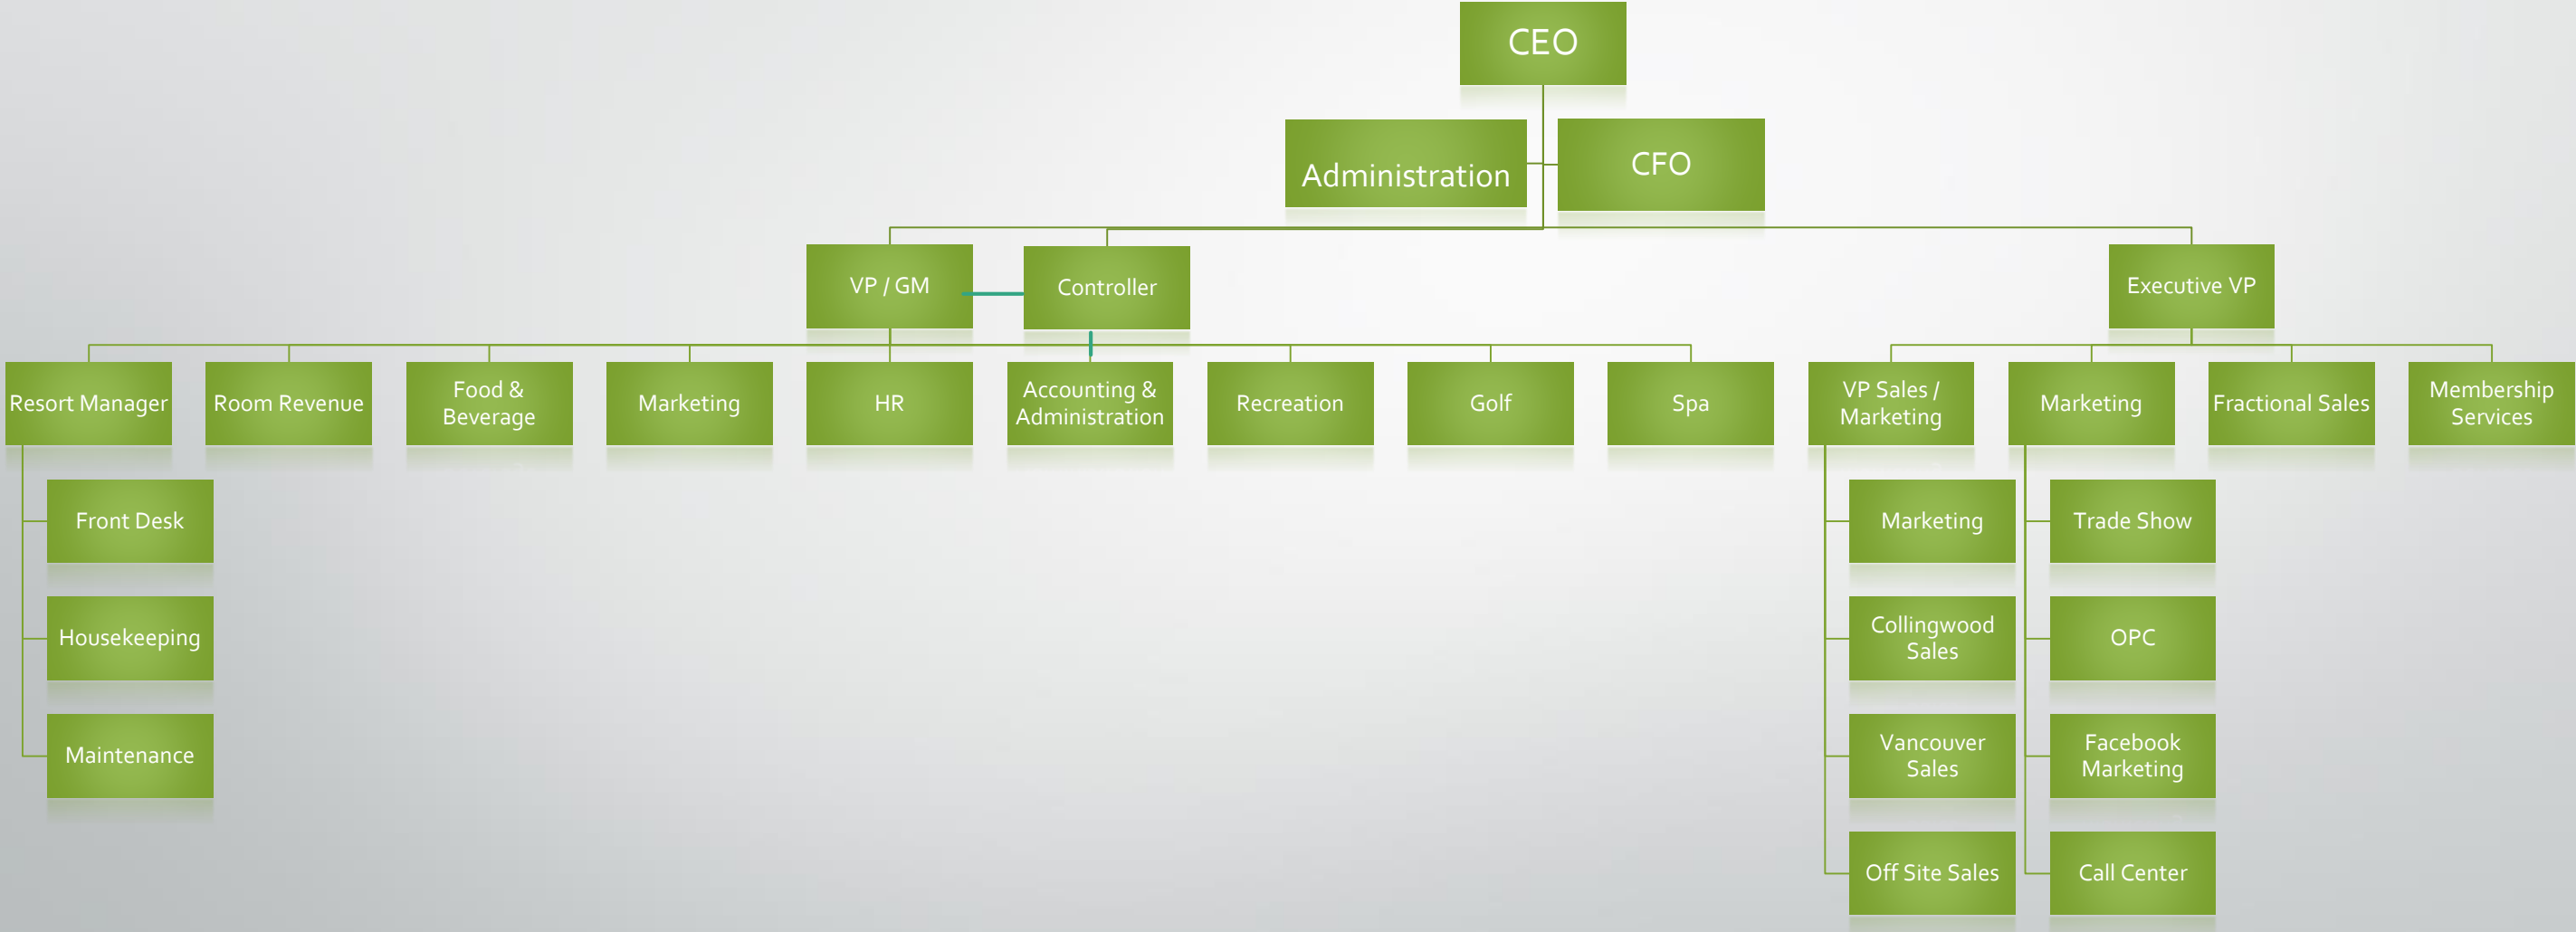 CEO
Administration
CFO
VP / GM
Controller
Executive VP
Resort Manager
Room Revenue
Food &
Beverage
Marketing
HR
Accounting &
Administration
Recreation
Golf
Spa
VP Sales /
Marketing
Marketing
Fractional Sales
Membership
Services
Front Desk
Housekeeping
Maintenance
Marketing
Collingwood
Sales
Vancouver
Sales
Off Site Sales
Trade Show
OPC
Facebook
Marketing
Call Center